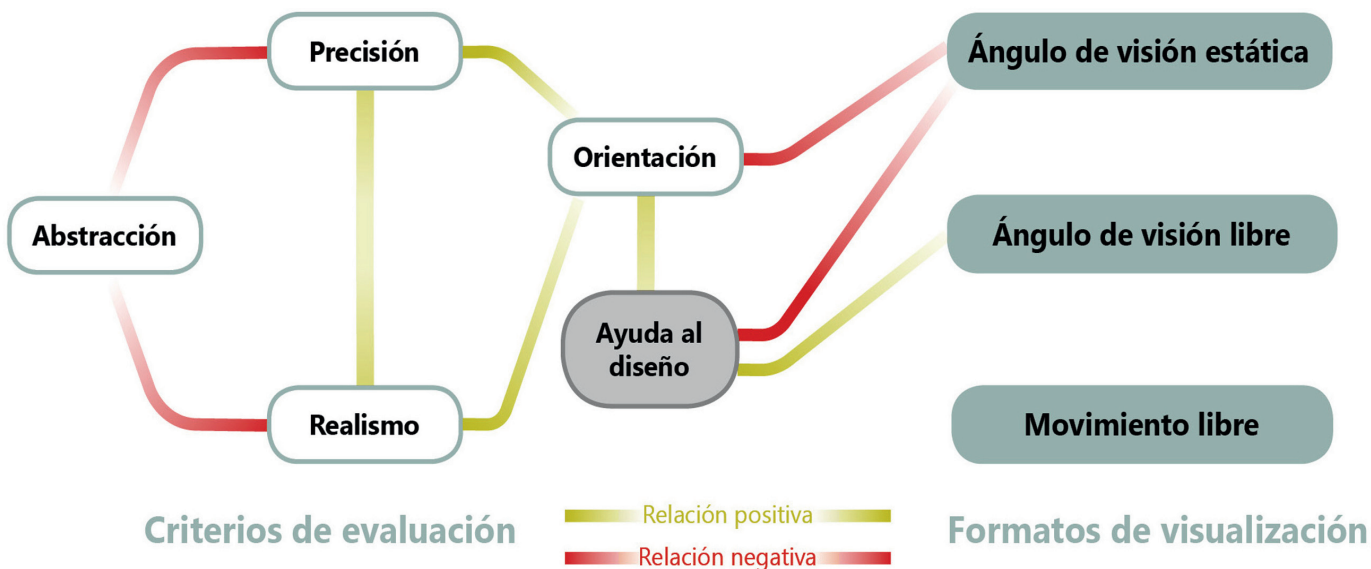 Precisión
Ángulo de visión estática
Orientación
Abstracción
Ángulo de visión libre
Ayuda al
diseño
Realismo
Movimiento libre
Criterios de evaluación
Relación positiva
Relación negativa
Formatos de visualización